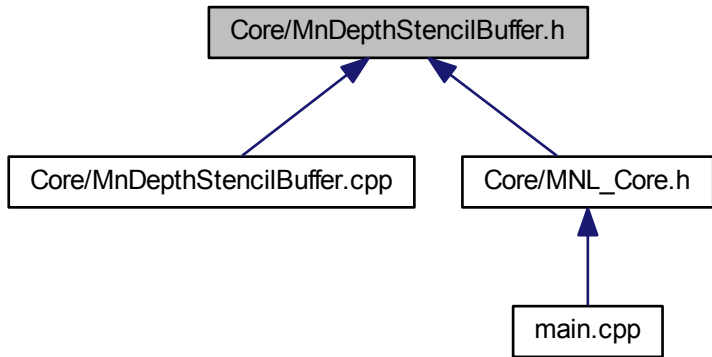 Core/MnDepthStencilBuffer.h
Core/MnDepthStencilBuffer.cpp
Core/MNL_Core.h
main.cpp